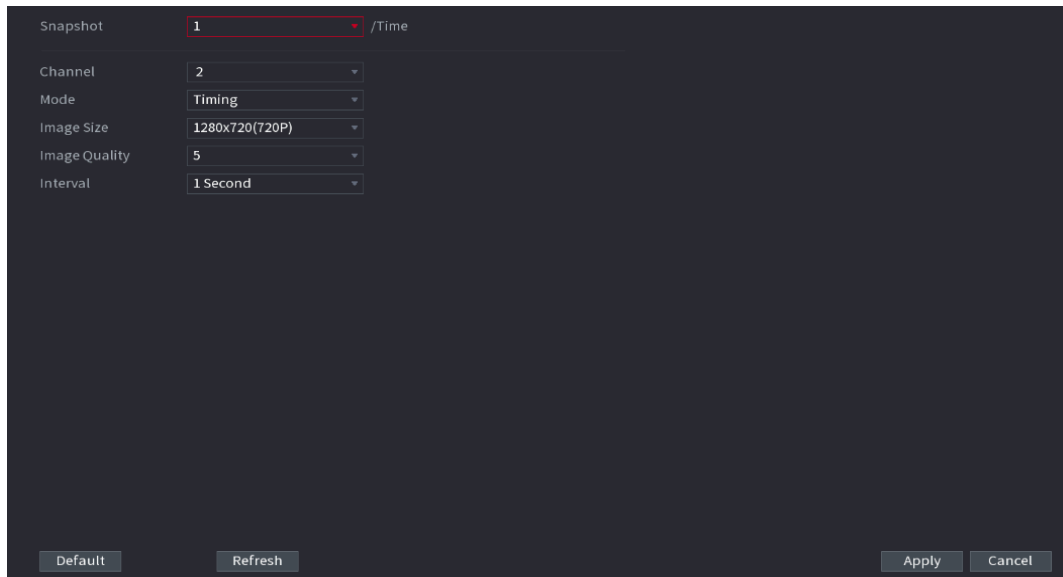 Snapshot 1 /Time
Channel 2
Mode Timing
Image Size 1280x720(720P)
Image Quality 5
Interval 1 Second
Default Refresh Apply Cancel